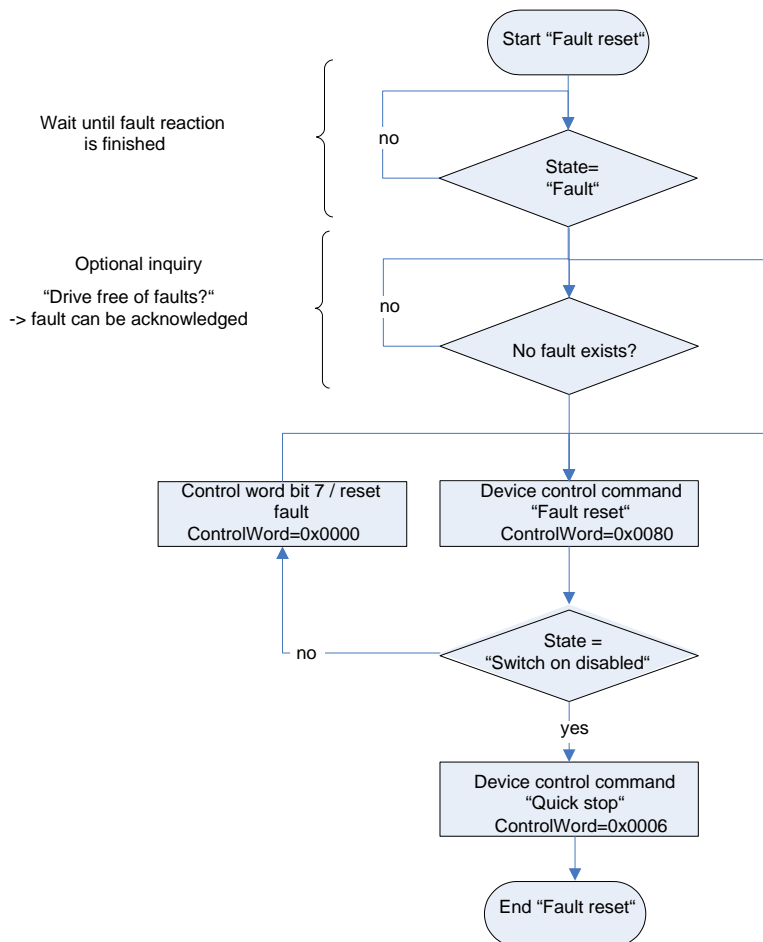 Start “Fault reset“
Wait until fault reaction
is finished
no
State=
“Fault“
Optional inquiry
“Drive free of faults?“
-> fault can be acknowledged
no
No fault exists?
Control word bit 7 / reset
fault
ControlWord=0x0000
Device control command
“Fault reset“
ControlWord=0x0080
no
State =
“Switch on disabled“
yes
Device control command
“Quick stop“
ControlWord=0x0006
End “Fault reset“